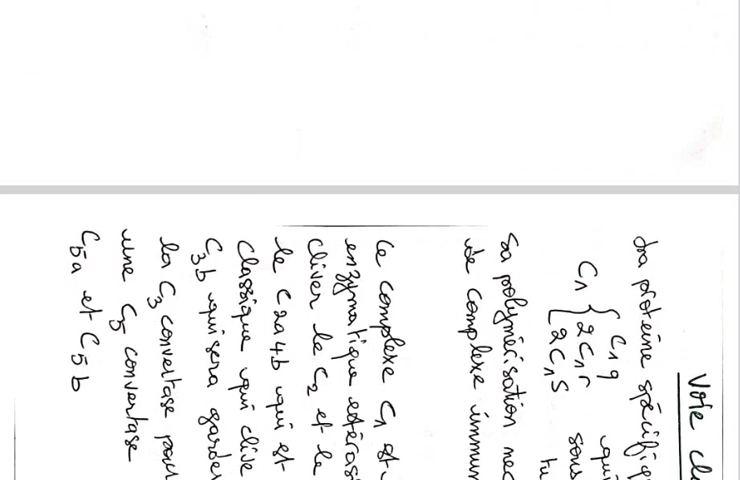 Voie cl
La protéine spécifiq
C1q qui
C1 { 2C1r sous
2C1S tu
Sa polymérisation nec
de complexe immun
Le complexe C1 est
enzymatique estéras
cliver le C2 et le
le C2a4b qui est
classique qui clive
C3b qui sera garder
la C3 convertase pour
une C5 convertase
C5a et C5b